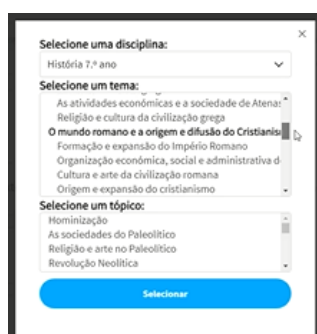 Selecione uma disciplina:
História 7.º ano
Selecione um tema:
As atividades económicas e a sociedade de Atenas
Religião e cultura da civilização grega
O mundo romano e a origem e difusão do Cristianis
Formação e expansão do Império Romano
Organização económica, social e administrativa d
Cultura e arte da civilização romana
Origem e expansão do cristianismo
Selecione um tópico:
Hominização
As sociedades do Paleolítico
Religião e arte no Paleolítico
Revolução Neolítica
Selecionar